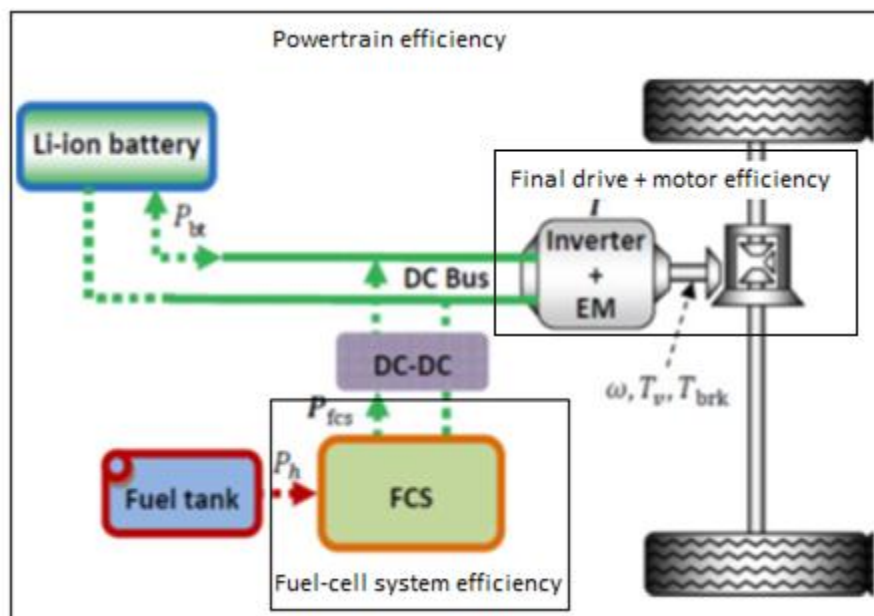 Powertrain efficiency
Li-ion battery
Final drive + motor efficiency
I
P_bt
Inverter
+
EM
DC Bus
DC-DC
ω, T_v, T_brk
P_fcs
P_h
Fuel tank
FCS
Fuel-cell system efficiency